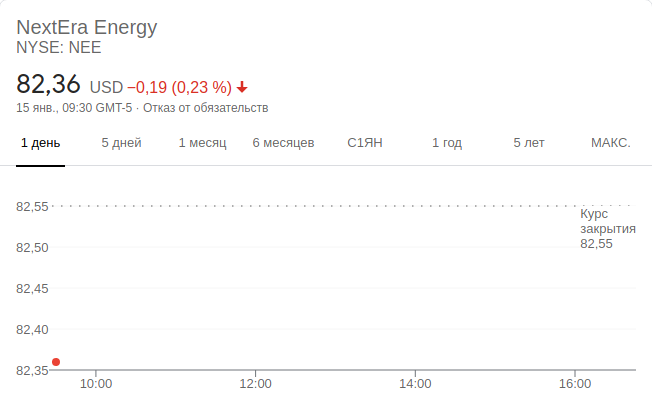 NextEra Energy
NYSE: NEE
82,36 USD −0,19 (0,23 %)
15 янв., 09:30 GMT-5 · Отказ от обязательств
1 день 5 дней 1 месяц 6 месяцев С1ЯН 1 год 5 лет МАКС.
82,55
Курс
закрытия
82,55
82,50
82,45
82,40
82,35
10:00 12:00 14:00 16:00